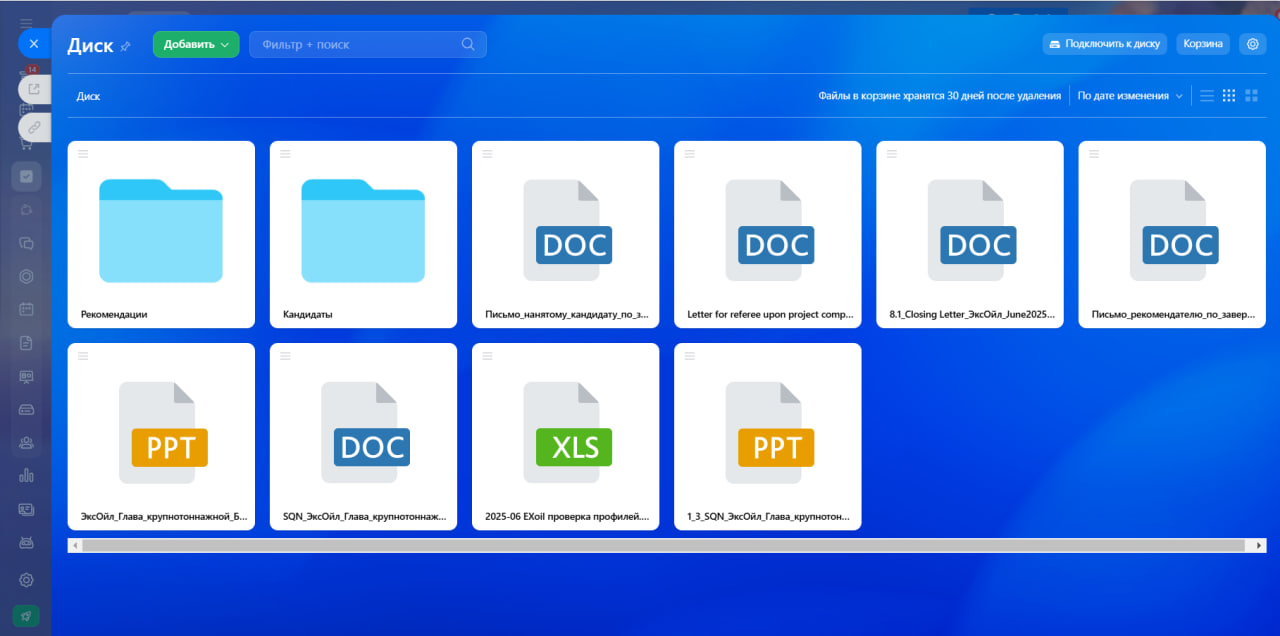 Диск
Добавить
Фильтр + поиск
Подключить к диску
Корзина
14
Диск
Файлы в корзине хранятся 30 дней после удаления
По дате изменения
Рекомендации
Кандидаты
DOC
Письмо_нанятому_кандидату_по_з...
DOC
Letter for referee upon project comp...
DOC
8.1_Closing Letter_ЭксОйл_June2025...
DOC
Письмо_рекомендателю_по_завер...
PPT
ЭксОйл_Глава_крупнотоннажной_Б...
DOC
SQN_ЭксОйл_Глава_крупнотоннаж...
XLS
2025-06 EXoil проверка профилей....
PPT
1_3_SQN_ЭксОйл_Глава_крупнотон...